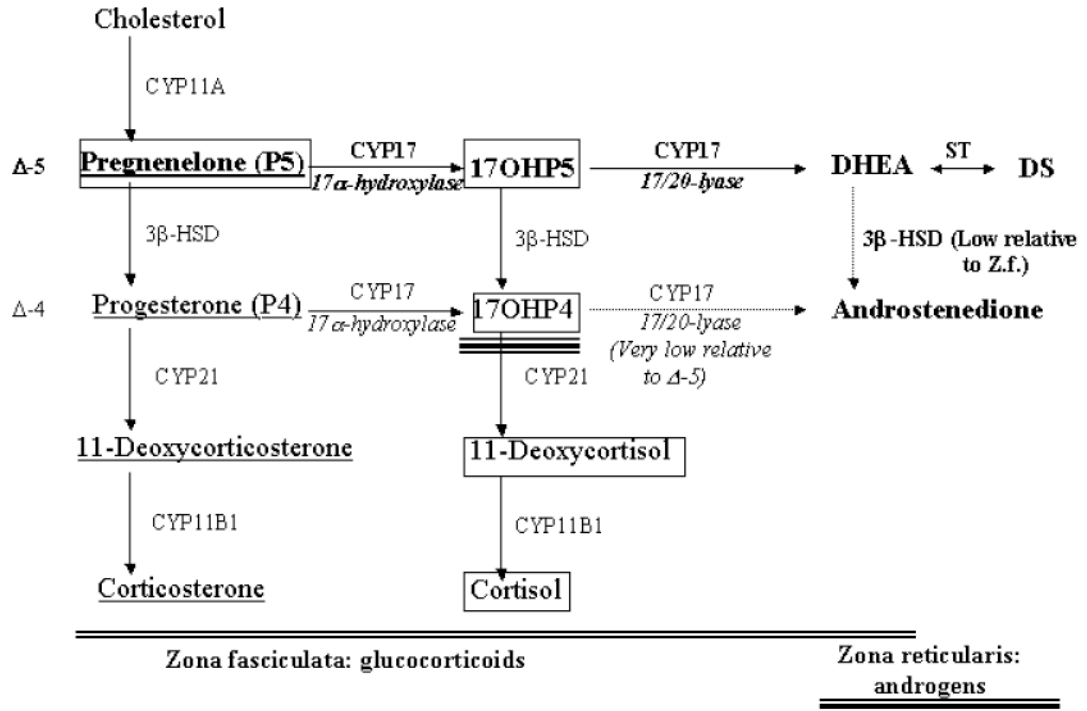 Cholesterol
CYP11A
Δ-5
Pregnenelone (P5)
CYP17
17α-hydroxylase
17OHP5
CYP17
17/20-lyase
DHEA
ST
DS
3β-HSD
3β-HSD
3β-HSD (Low relative
to Z.f.)
Δ-4
Progesterone (P4)
CYP17
17α-hydroxylase
17OHP4
CYP17
17/20-lyase
(Very low relative
to Δ-5)
Androstenedione
CYP21
CYP21
11-Deoxycorticosterone
11-Deoxycortisol
CYP11B1
CYP11B1
Corticosterone
Cortisol
Zona fasciculata: glucocorticoids
Zona reticularis:
androgens